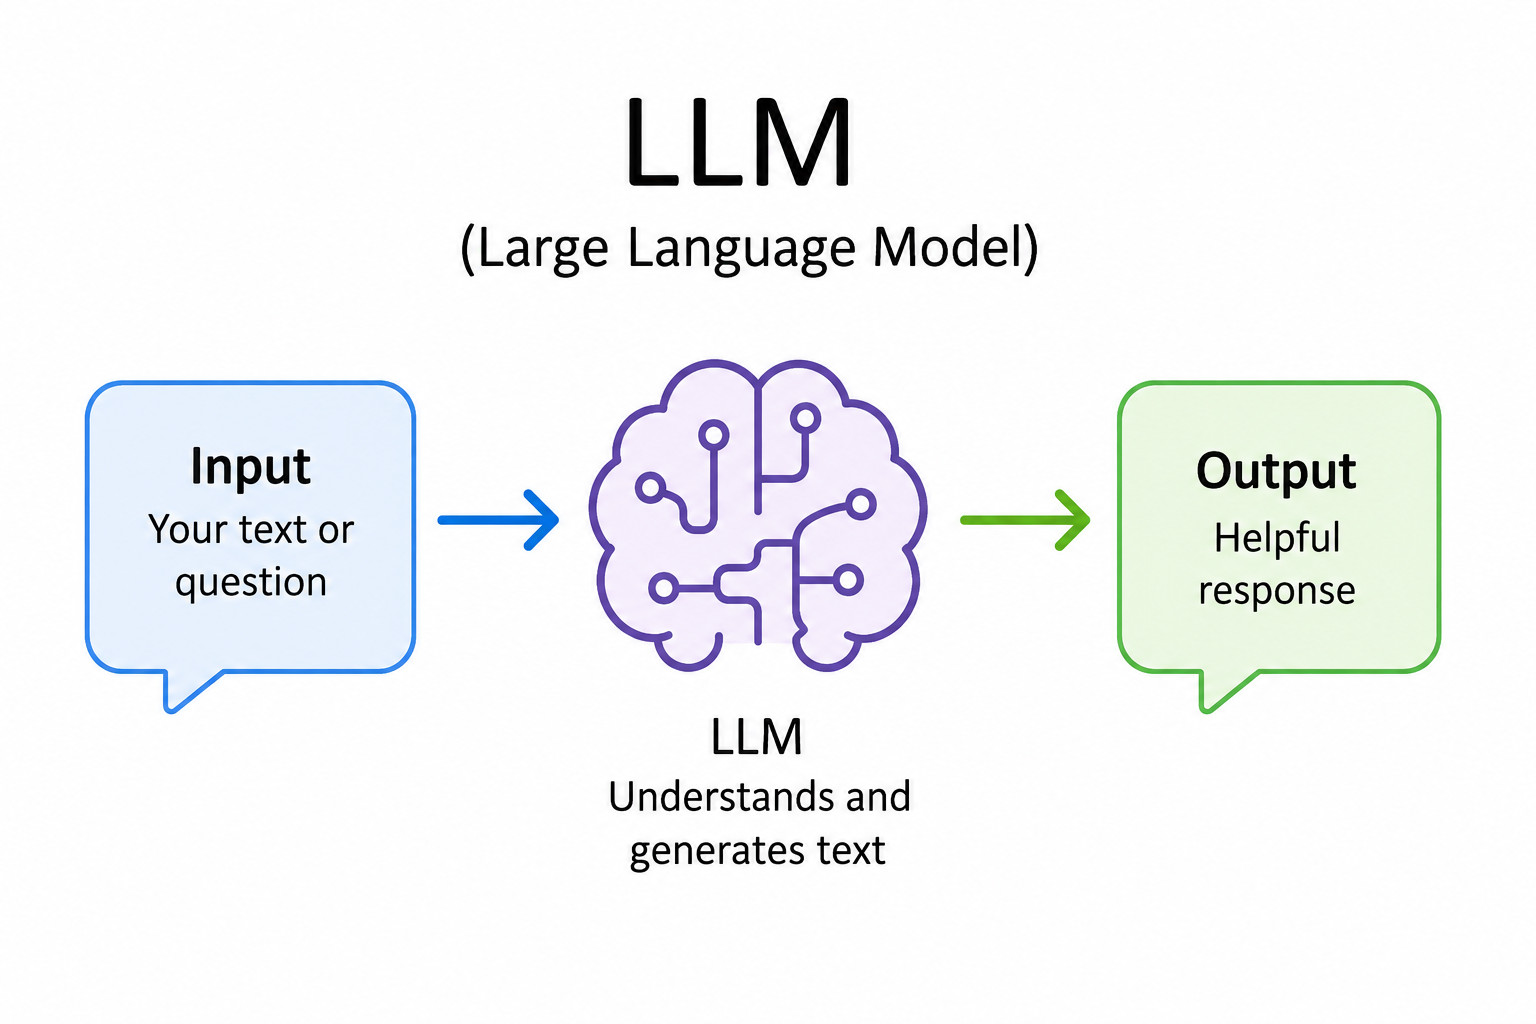 LLM
(Large Language Model)
Input
Your text or
question
LLM
Understands and
generates text
Output
Helpful
response